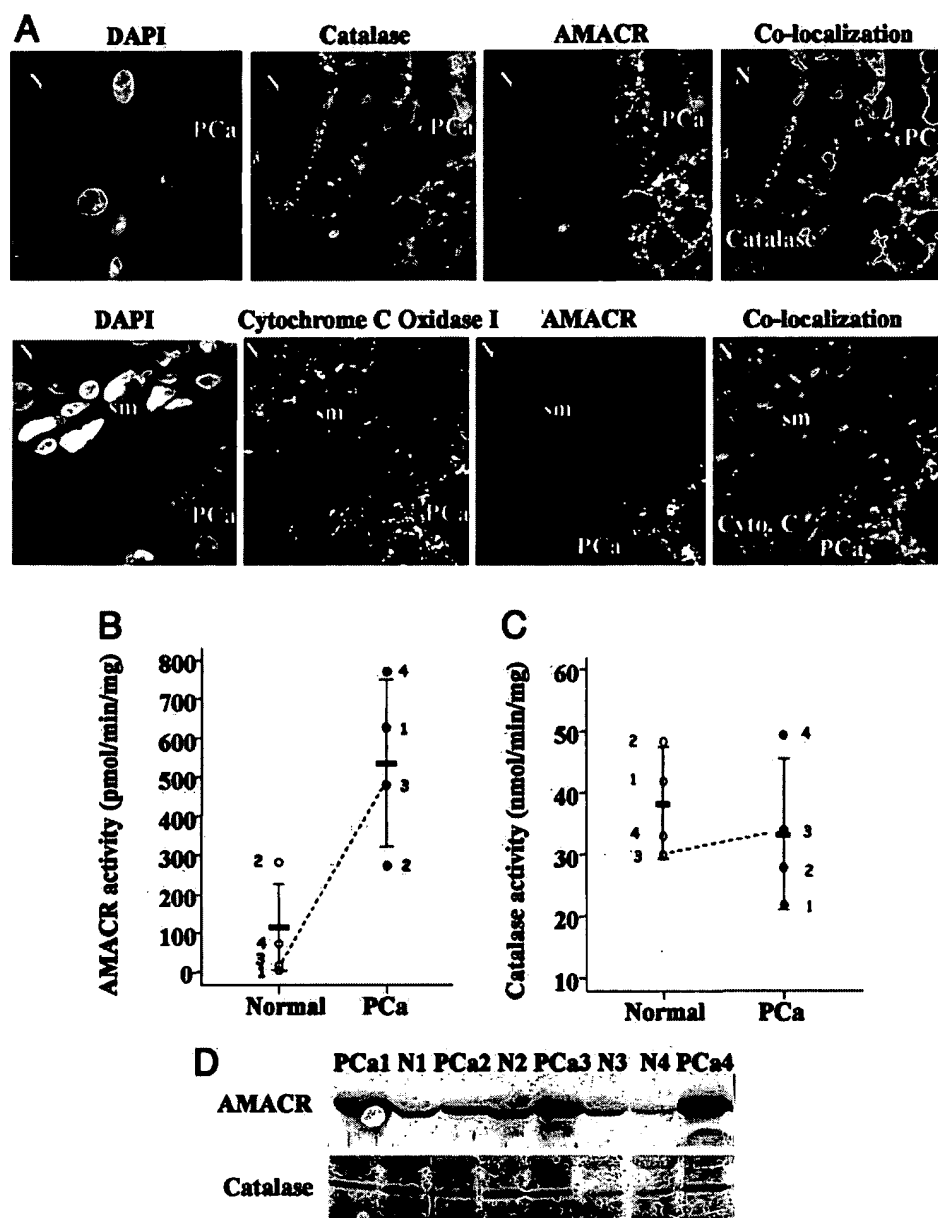 A
DAPI Catalase AMACR Co-localization
PCa PCa PCa N PC
Catalase
DAPI Cytochrome C Oxidase I AMACR Co-localization
N
sm sm sm sm
PCa PCa PCa Cyto. C PCa
B
AMACR activity (pmol/min/mg)
800
700
600
500
400
300
200
100
0
2
4
3
1
4
1
3
2
Normal PCa
C
Catalase activity (nmol/min/mg)
60
50
40
30
20
10
2
1
4
3
4
3
2
1
Normal PCa
D
PCa1 N1 PCa2 N2 PCa3 N3 N4 PCa4
AMACR
Catalase